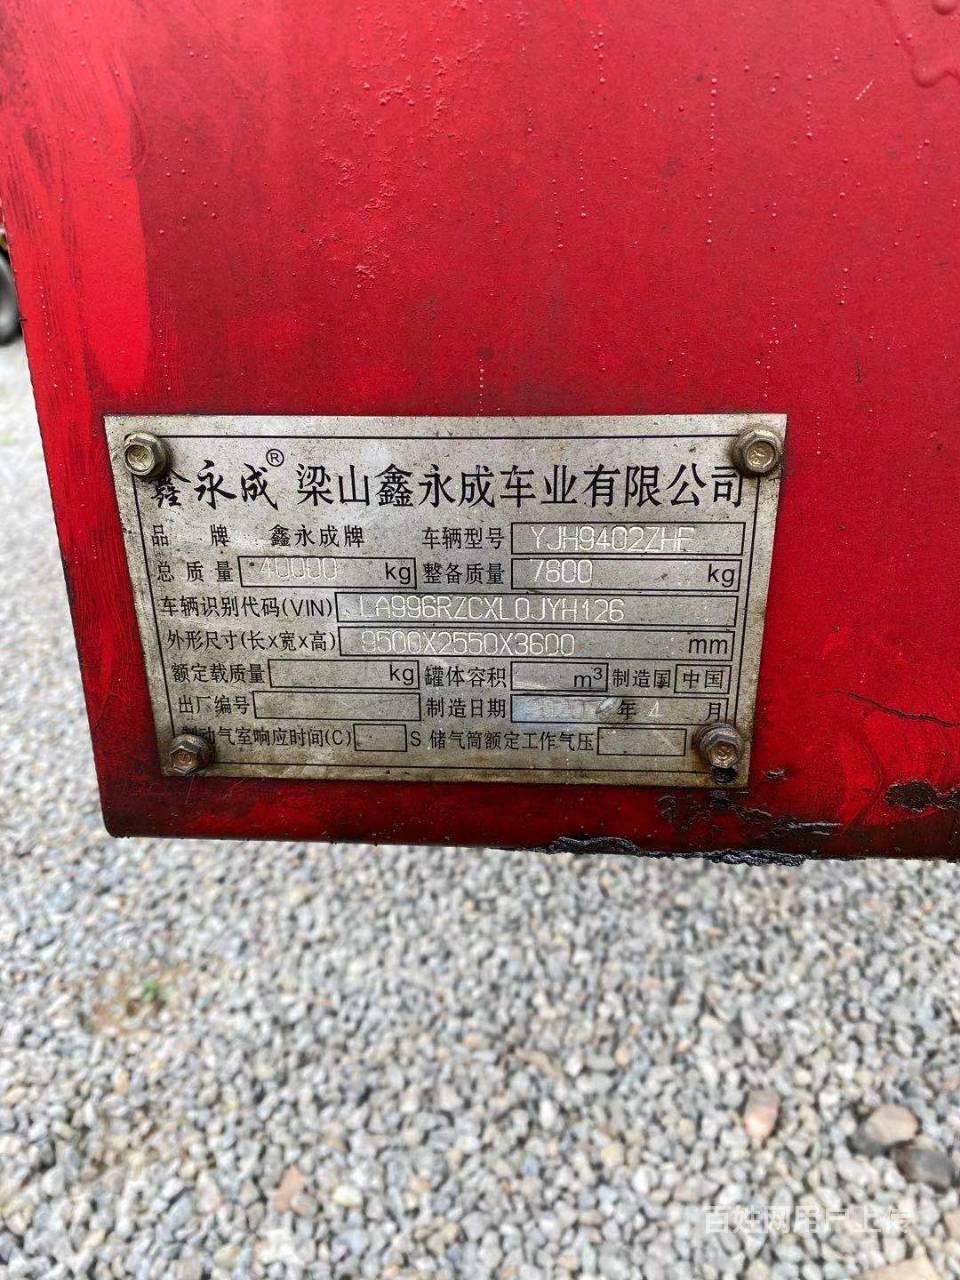 鑫永成® 梁山鑫永成车业有限公司
品 牌 鑫永成牌 车辆型号 YJH9402ZHF
总质量 40000 kg 整备质量 7600 kg
车辆识别代码(VIN) LA996RZCXL0JYH126
外形尺寸(长x宽x高) 9500X2550X3600 mm
额定载质量 kg 罐体容积 m³ 制造国 中国
出厂编号 制造日期 年 4 月
制动气室响应时间(C) S 储气筒额定工作气压
百姓网用户上传